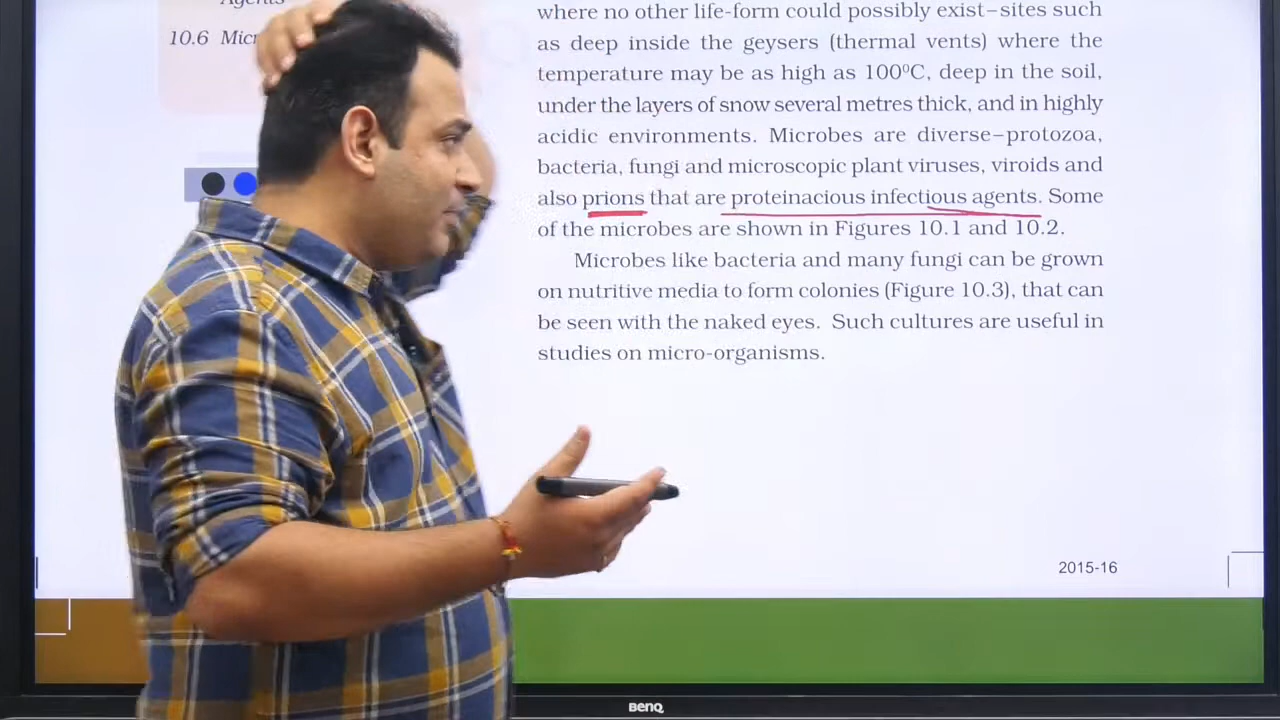 Agents
10.6 Mic
where no other life-form could possibly exist–sites such
as deep inside the geysers (thermal vents) where the
temperature may be as high as 100⁰C, deep in the soil,
under the layers of snow several metres thick, and in highly
acidic environments. Microbes are diverse–protozoa,
bacteria, fungi and microscopic plant viruses, viroids and
also prions that are proteinacious infectious agents. Some
of the microbes are shown in Figures 10.1 and 10.2.
Microbes like bacteria and many fungi can be grown
on nutritive media to form colonies (Figure 10.3), that can
be seen with the naked eyes. Such cultures are useful in
studies on micro-organisms.
2015-16
BenQ